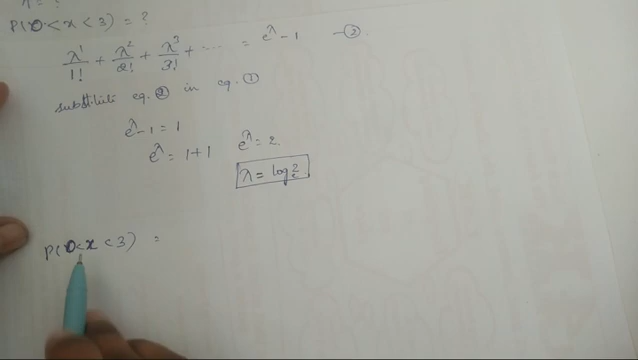 λ = ?
P(0 < x < 3) = ?
λ¹/1! + λ²/2! + λ³/3! + ---- = e^λ - 1 —②.
substitute eq. ② in eq. ①
e^λ - 1 = 1
e^λ = 1+1 e^λ = 2
λ = log 2/e
P(0 < x < 3) =